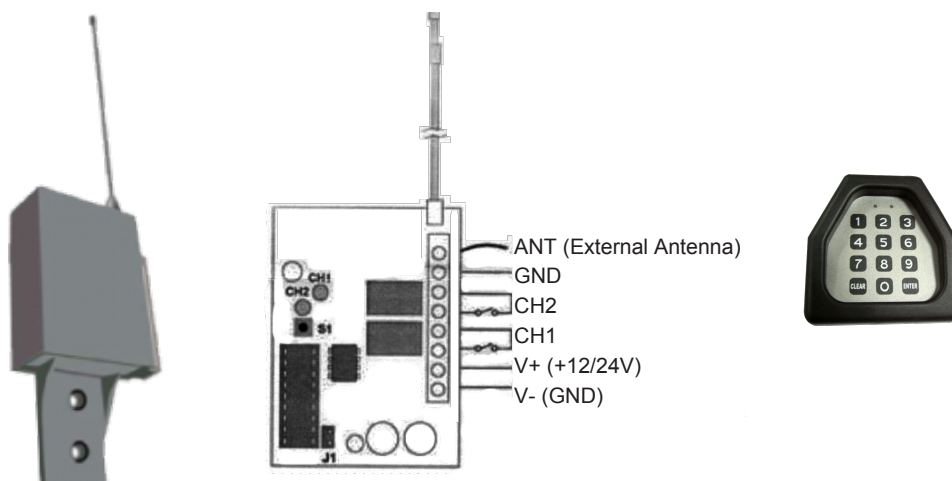 ANT (External Antenna)
GND
CH1
CH2
CH2
S1
CH1
V+ (+12/24V)
V- (GND)
J1
1 2 3
4 5 6
7 8 9
CLEAR 0 ENTER